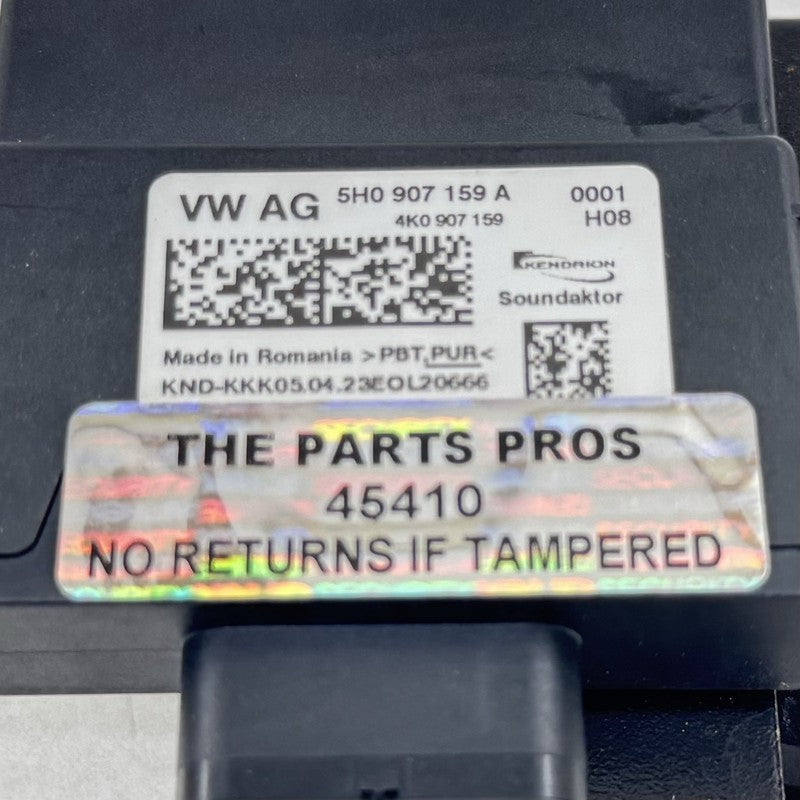 VW AG 5H0 907 159 A 0001
4K0 907 159 H08
KENDRION
Soundaktor
Made in Romania >PBT,PUR<
KND-KKK05.04.23EOL20666
THE PARTS PROS
45410
NO RETURNS IF TAMPERED
SECURITY